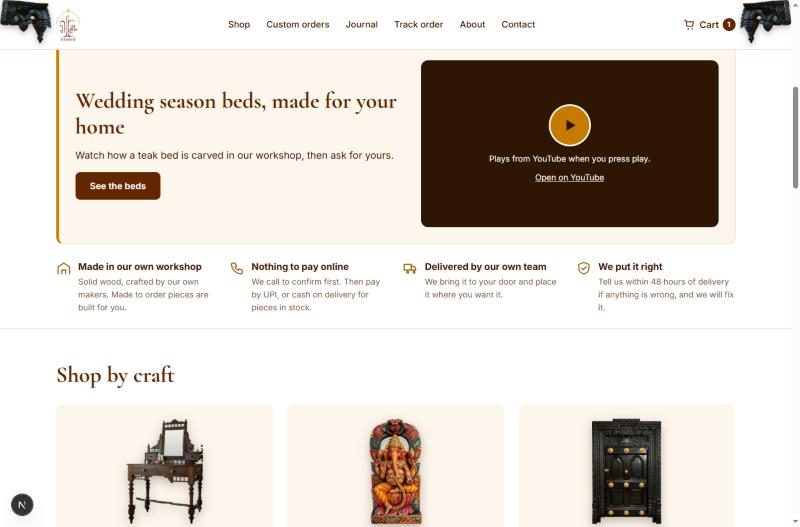 Shop
Custom orders
Journal
Track order
About
Contact
Cart 1
Wedding season beds, made for your
home
Watch how a teak bed is carved in our workshop, then ask for yours.
See the beds
Plays from YouTube when you press play.
Open on YouTube
Made in our own workshop
Solid wood, crafted by our own
makers. Made to order pieces are
built for you.
Nothing to pay online
We call to confirm first. Then pay
by UPI, or cash on delivery for
pieces in stock.
Delivered by our own team
We bring it to your door and place
it where you want it.
We put it right
Tell us within 48 hours of delivery
if anything is wrong, and we will fix
it.
Shop by craft
N